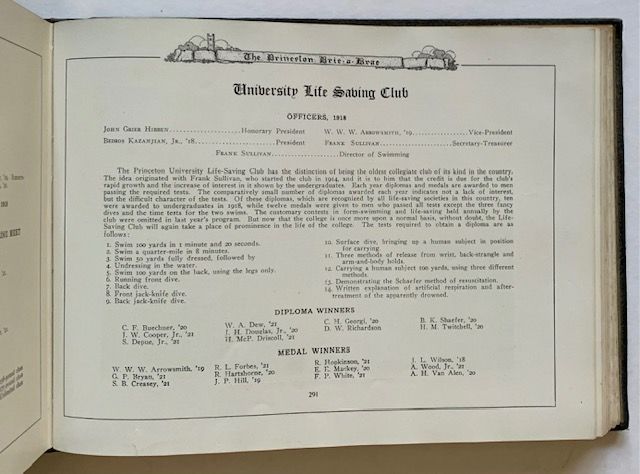 The Princeton Bric-a-Brac
University Life Saving Club
OFFICERS, 1918
JOHN GRIER HIBBEN..............Honorary President
W. W. W. ARROWSMITH, '19..............Vice-President
BEDROS KAZANJIAN, JR., '18..............President
FRANK SULLIVAN..............Secretary-Treasurer
FRANK SULLIVAN..............Director of Swimming
The Princeton University Life-Saving Club has the distinction of being the oldest collegiate club of its kind in the country.
The idea originated with Frank Sullivan, who started the club in 1914, and it is to him that the credit is due for the club's
rapid growth and the increase of interest in it shown by the undergraduates. Each year diplomas and medals are awarded to men
passing the required tests. The comparatively small number of diplomas awarded each year indicates not a lack of interest,
but the difficult character of the tests. Of these diplomas, which are recognized by all life-saving societies in this country, ten
were awarded to undergraduates in 1918, while twelve medals were given to men who passed all tests except the three fancy
dives and the time tests for the two swims. The customary contests in form-swimming and life-saving held annually by the
club were omitted in last year's program. But now that the college is once more upon a normal basis, without doubt, the Life-
Saving Club will again take a place of prominence in the life of the college. The tests required to obtain a diploma are as
follows:
1. Swim 100 yards in 1 minute and 20 seconds.
2. Swim a quarter-mile in 8 minutes.
3. Swim 50 yards fully dressed, followed by
4. Undressing in the water.
5. Swim 100 yards on the back, using the legs only.
6. Running front dive.
7. Back dive.
8. Front jack-knife dive.
9. Back jack-knife dive.
10. Surface dive, bringing up a human subject in position
for carrying.
11. Three methods of release from wrist, back-strangle and
arm-and-body holds.
12. Carrying a human subject 100 yards, using three different
methods.
13. Demonstrating the Schaefer method of resuscitation.
14. Written explanation of artificial respiration and after-
treatment of the apparently drowned.
DIPLOMA WINNERS
C. F. Buechner, '20
J. W. Cooper, Jr., '21
S. Depue, Jr., '21
W. A. Dew, '21
J. H. Douglas, Jr., '20
H. McP. Driscoll, '21
C. H. Georgi, '20
D. W. Richardson
B. K. Shaefer, '20
H. M. Twitchell, '20
MEDAL WINNERS
W. W. W. Arrowsmith, '19
G. P. Bryan, '21
S. B. Creasey, '21
R. L. Forbes, '21
R. Hartshorne, '20
J. P. Hill, '19
R. Hopkinson, '21
E. E. Markey, '20
F. P. White, '21
J. L. Wilson, '18
A. Wood, Jr., '21
A. H. Van Alen, '20
291